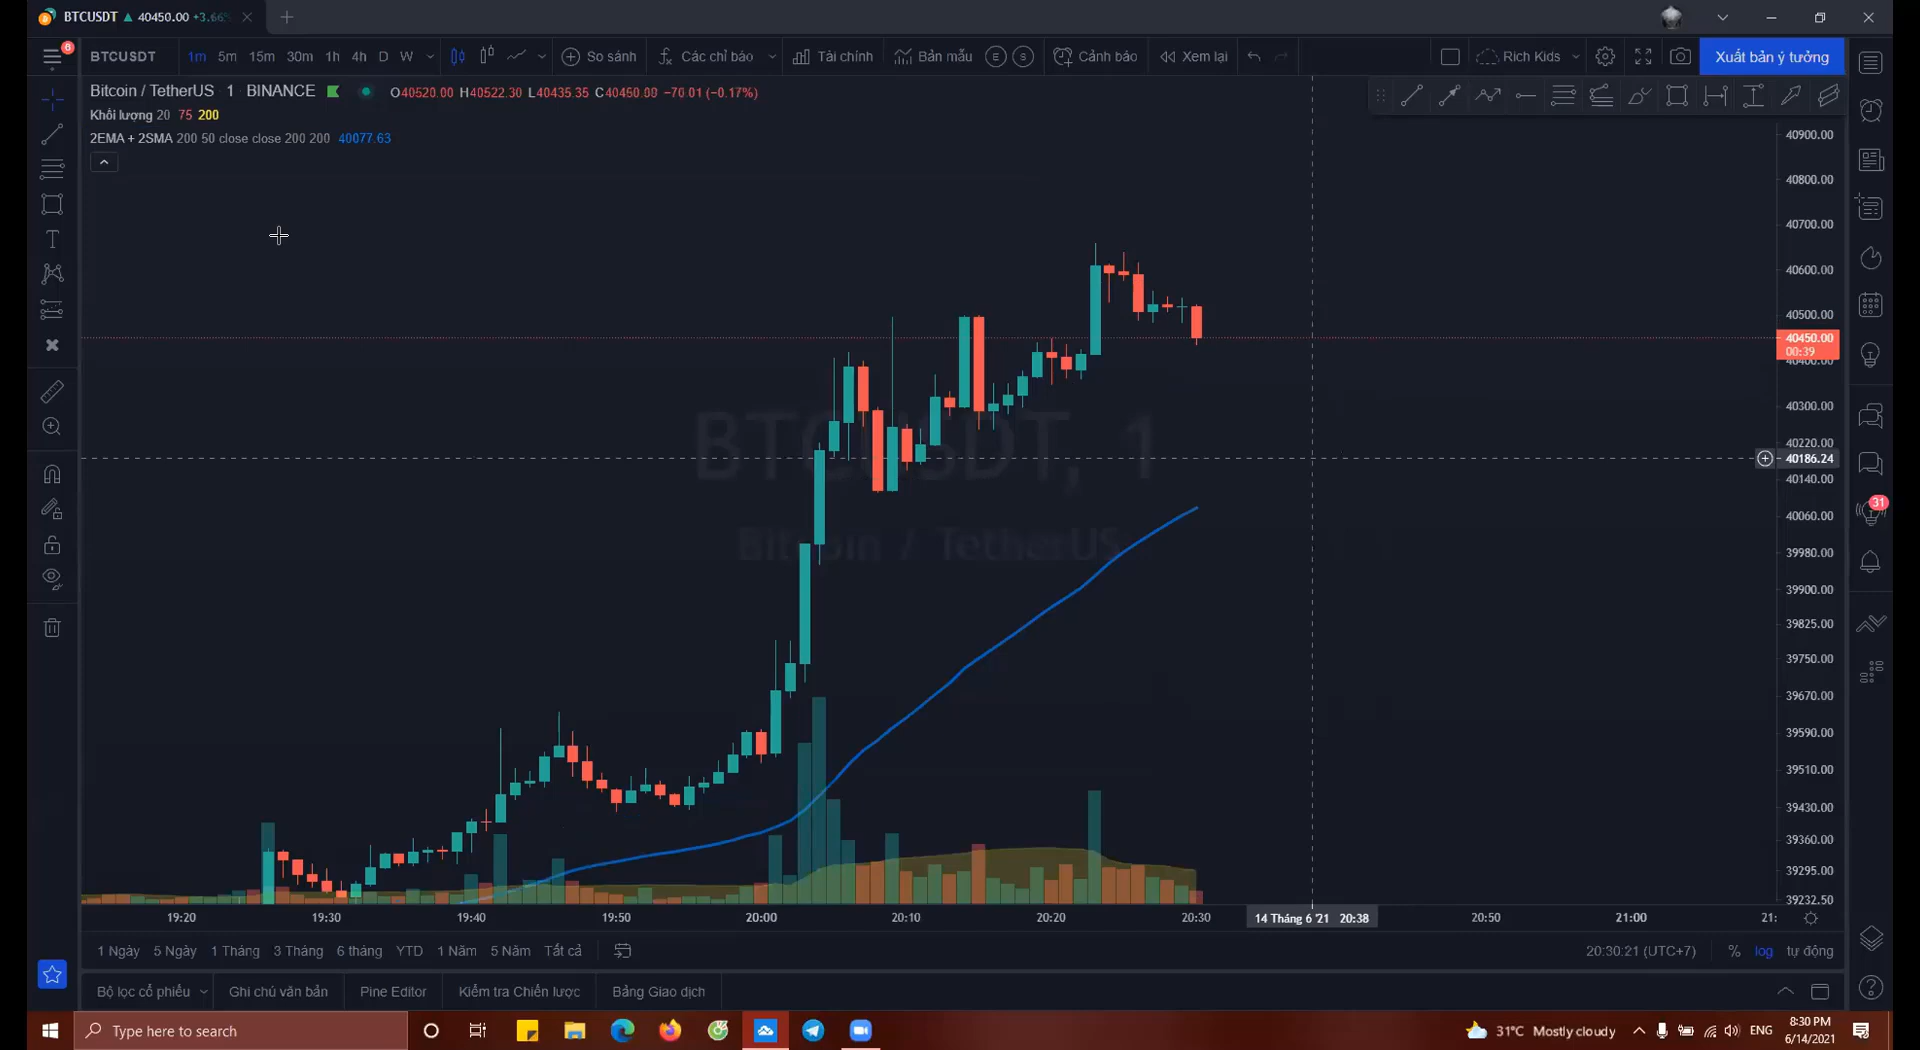 BTCUSDT ▲ 40450.00 +3.66%
6
BTCUSDT 1m 5m 15m 30m 1h 4h D W So sánh Các chỉ báo Tài chính Bản mẫu E S Cảnh báo Xem lại Rich Kids Xuất bản ý tưởng
Bitcoin / TetherUS 1 BINANCE O40520.00 H40522.30 L40435.35 C40450.00 −70.01 (−0.17%)
Khối lượng 20 75 200
2EMA + 2SMA 200 50 close close 200 200 40077.63
BTCUSDT, 1
Bitcoin / TetherUS
40900.00
40800.00
40700.00
40600.00
40500.00
40450.00
00:39
40400.00
40300.00
40220.00
40186.24
40140.00
40060.00
39980.00
39900.00
39825.00
39750.00
39670.00
39590.00
39510.00
39430.00
39360.00
39295.00
39232.50
31
19:20 19:30 19:40 19:50 20:00 20:10 20:20 20:30 14 Tháng 6 '21 20:38 20:50 21:00 21:
1 Ngày 5 Ngày 1 Tháng 3 Tháng 6 tháng YTD 1 Năm 5 Năm Tất cả 20:30:21 (UTC+7) % log tự động
Bộ lọc cổ phiếu Ghi chú văn bản Pine Editor Kiểm tra Chiến lược Bảng Giao dịch
Type here to search 31°C Mostly cloudy ENG 8:30 PM
6/14/2021